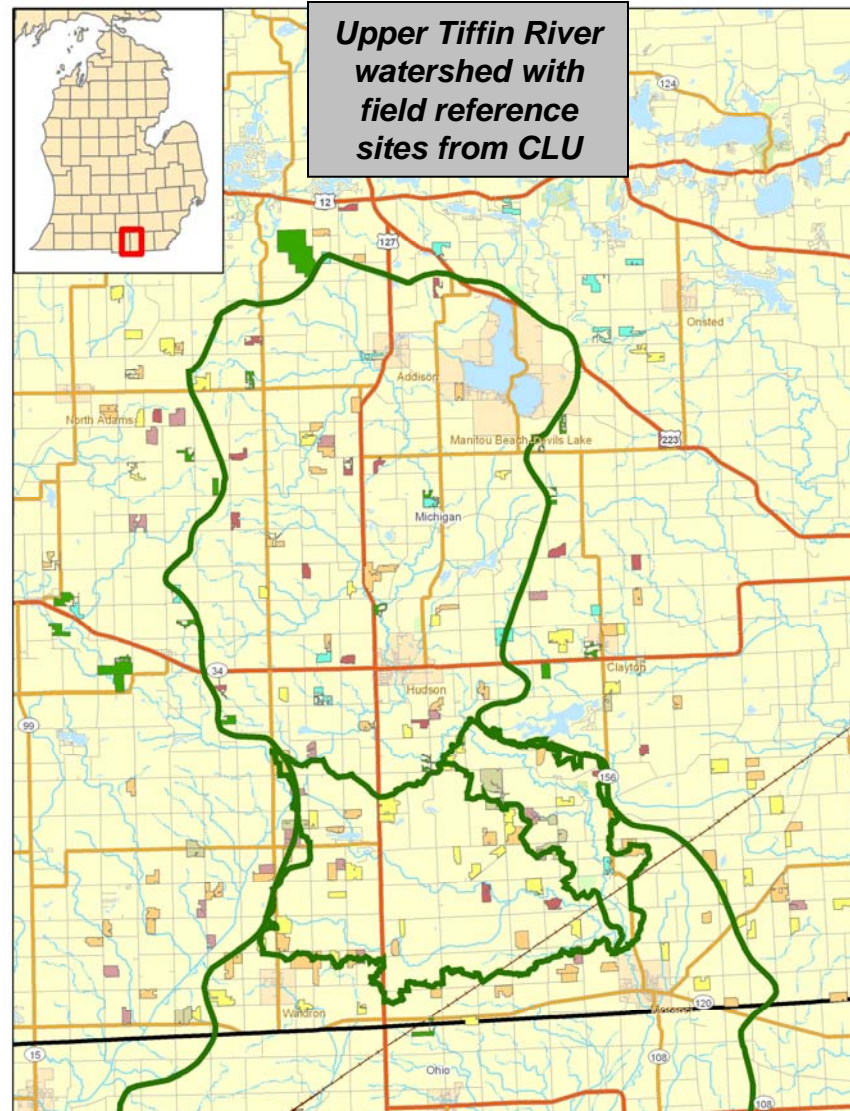 Upper Tiffin River
watershed with
field reference
sites from CLU
124
12
127
Onsted
Addison
North Adams
Manitou Beach-Devils Lake
223
Michigan
34
Clayton
Hudson
99
156
Waldron
120
15
Ohio
108
108